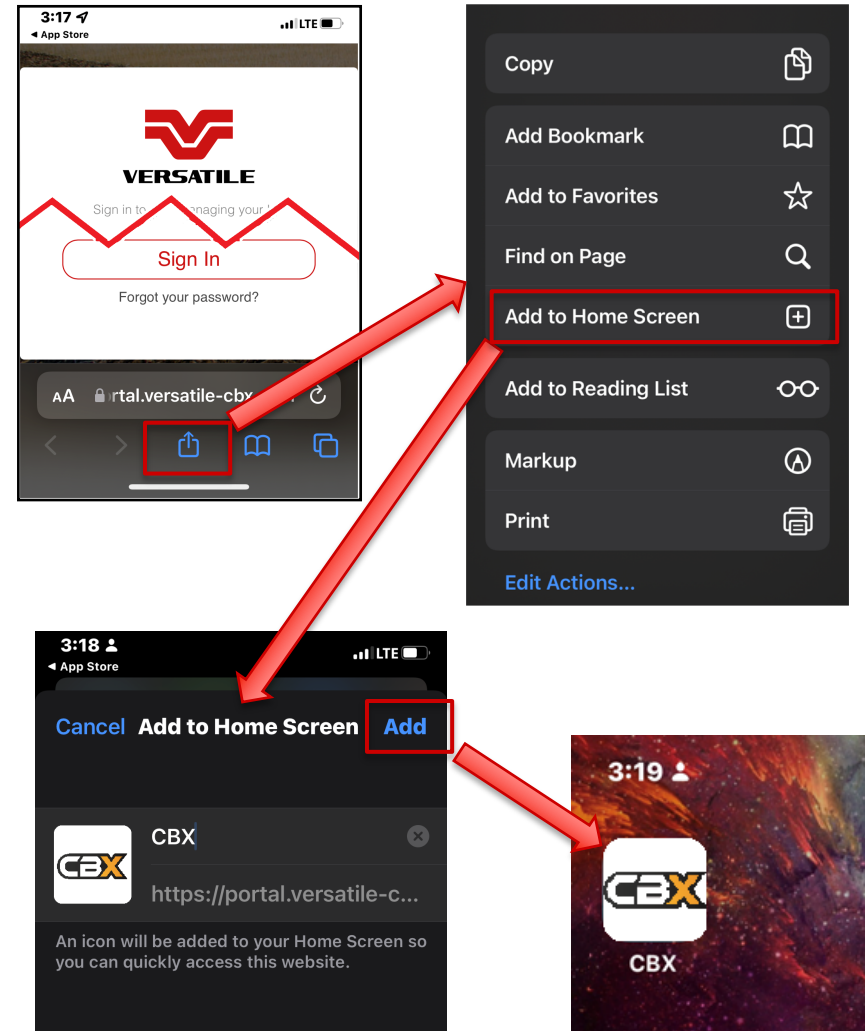 3:17
LTE
◄ App Store
VERSATILE
Sign in to
naging your
Sign In
Forgot your password?
AA
rtal.versatile-cbx
Copy
Add Bookmark
Add to Favorites
Find on Page
Add to Home Screen
Add to Reading List
Markup
Print
Edit Actions...
3:18
LTE
◄ App Store
Cancel Add to Home Screen Add
CBX
CBX
https://portal.versatile-c...
An icon will be added to your Home Screen so
you can quickly access this website.
3:19
CBX
CBX